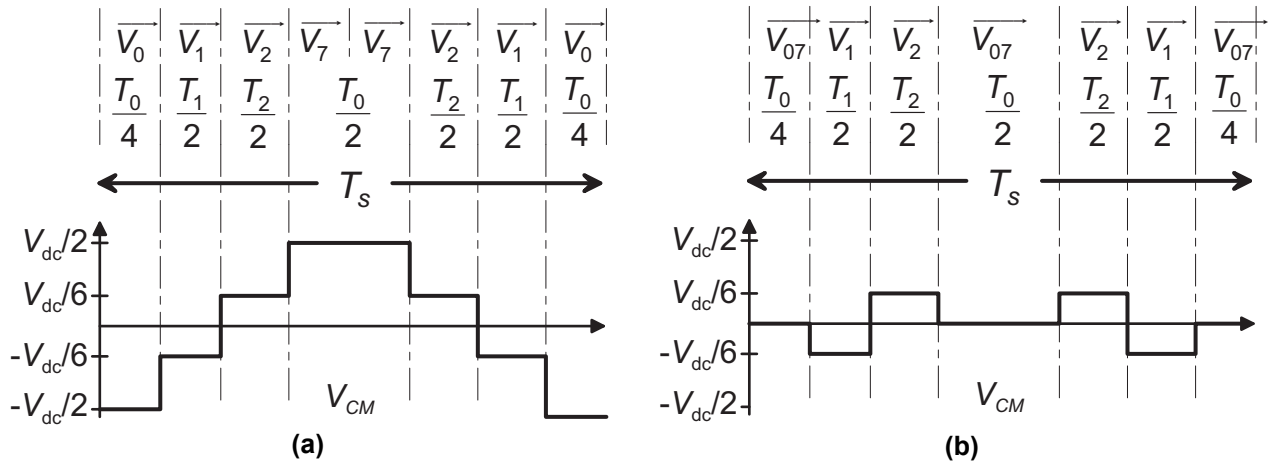 V0 V1 V2 V7 V7 V2 V1 V0
T0/4 T1/2 T2/2 T0/2 T2/2 T1/2 T0/4
Ts
Vdc/2
Vdc/6
-Vdc/6
-Vdc/2
VCM
(a)
V07 V1 V2 V07 V2 V1 V07
T0/4 T1/2 T2/2 T0/2 T2/2 T1/2 T0/4
Ts
Vdc/2
Vdc/6
-Vdc/6
-Vdc/2
VCM
(b)